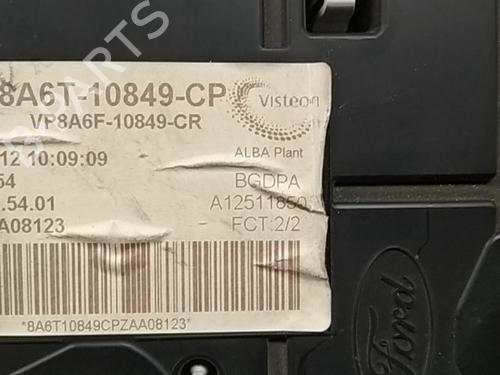 8A6T-10849-CP
Visteon
VP8A6F-10849-CR
12 10:09:09
ALBA Plant
54
BGDPA
.54.01
A12511850
A08123
FCT:2/2
*8A6T10849CPZAA08123*
Ford